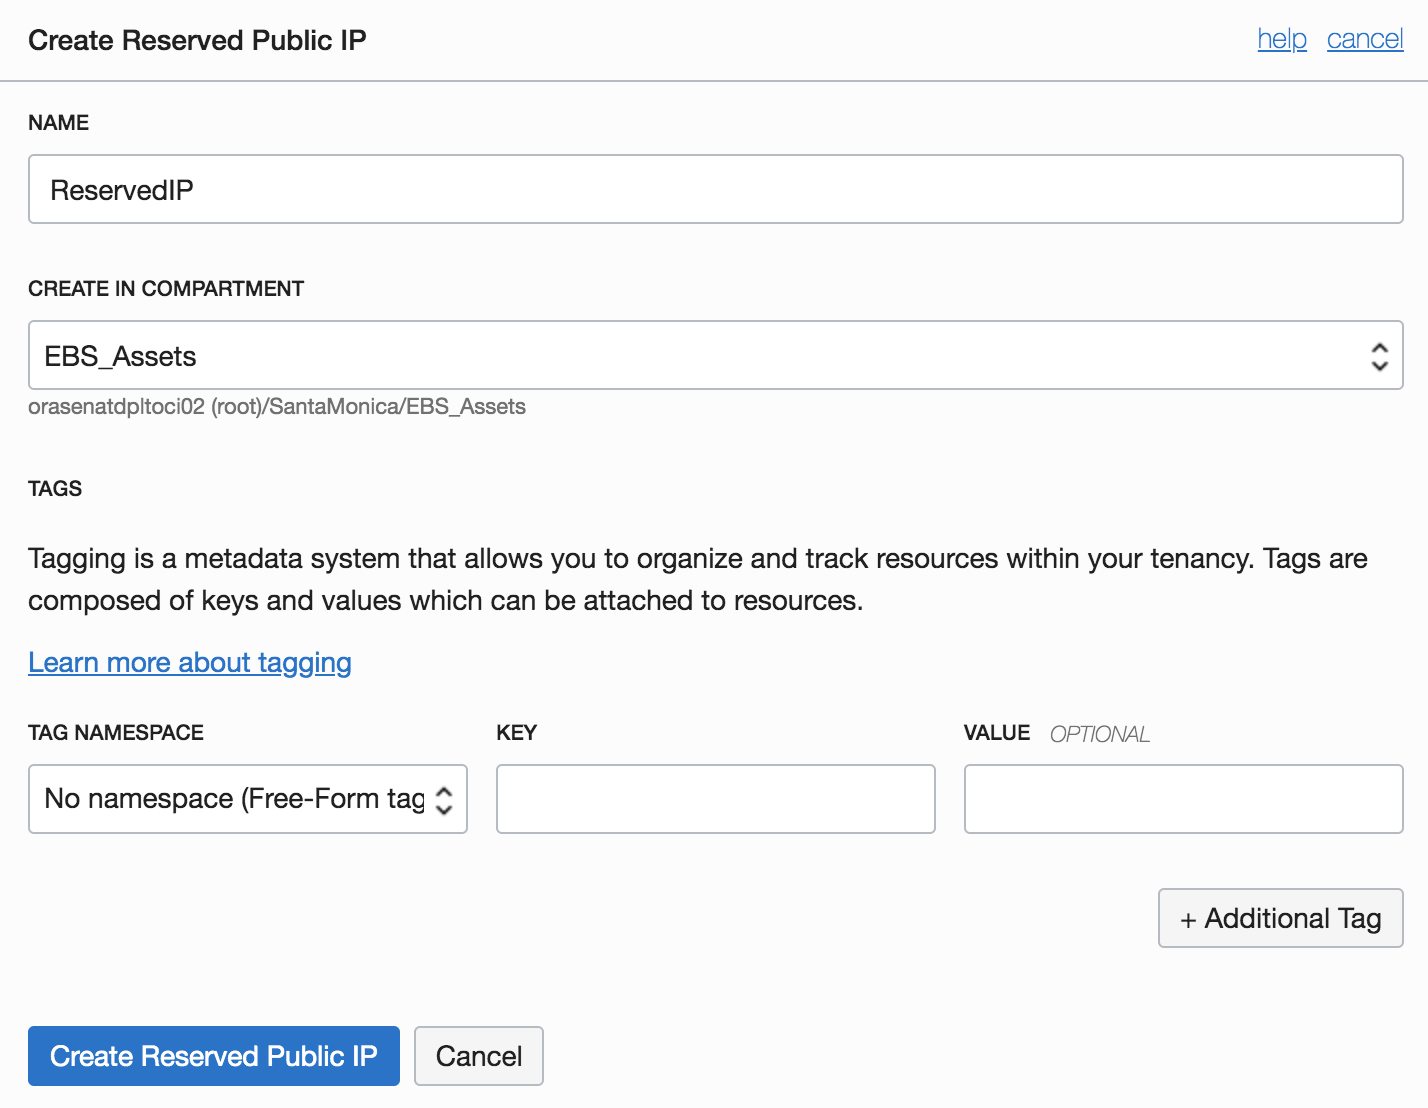 Create Reserved Public IP
help cancel
NAME
ReservedIP
CREATE IN COMPARTMENT
EBS_Assets
orasenatdpltoci02 (root)/SantaMonica/EBS_Assets
TAGS
Tagging is a metadata system that allows you to organize and track resources within your tenancy. Tags are
composed of keys and values which can be attached to resources.
Learn more about tagging
TAG NAMESPACE
KEY
VALUE OPTIONAL
No namespace (Free-Form tag
+ Additional Tag
Create Reserved Public IP
Cancel